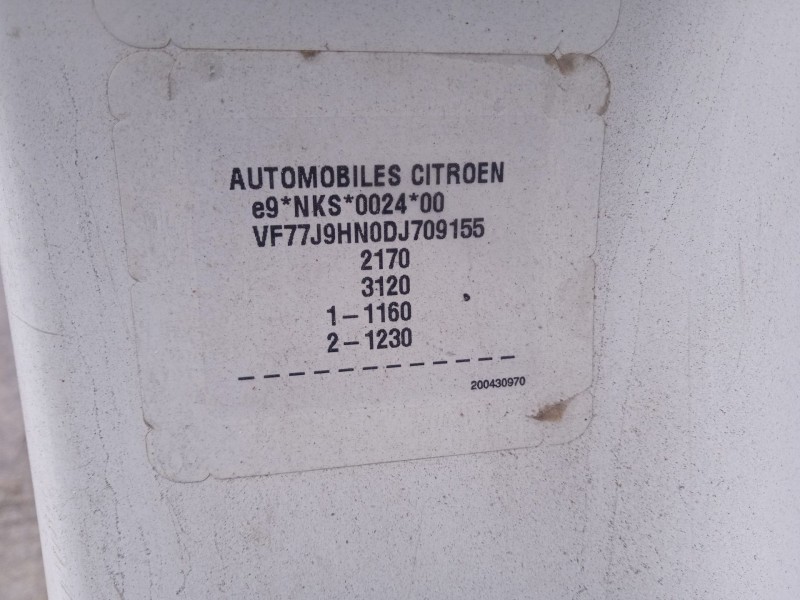 AUTOMOBILES CITROEN
e9*NKS*0024*00
VF77J9HN0DJ709155
2170
3120
1-1160
2-1230
- - - - - - - - - - - - - -
200430970